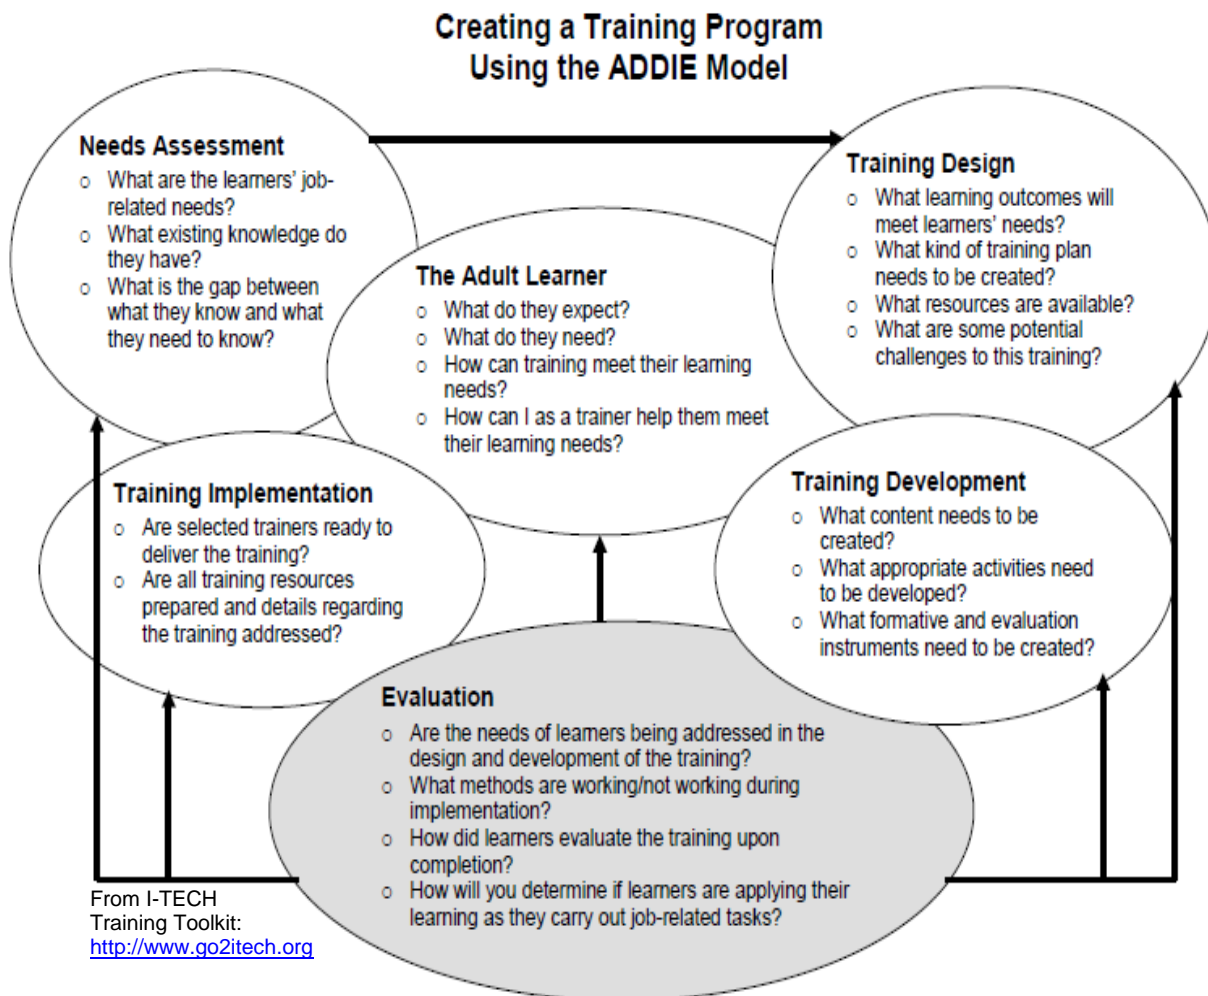 Creating a Training Program
Using the ADDIE Model
Needs Assessment
o What are the learners' job-
related needs?
o What existing knowledge do
they have?
o What is the gap between
what they know and what
they need to know?
Training Design
o What learning outcomes will
meet learners' needs?
o What kind of training plan
needs to be created?
o What resources are available?
o What are some potential
challenges to this training?
The Adult Learner
o What do they expect?
o What do they need?
o How can training meet their learning
needs?
o How can I as a trainer help them meet
their learning needs?
Training Implementation
o Are selected trainers ready to
deliver the training?
o Are all training resources
prepared and details regarding
the training addressed?
Training Development
o What content needs to be
created?
o What appropriate activities need
to be developed?
o What formative and evaluation
instruments need to be created?
Evaluation
o Are the needs of learners being addressed in the
design and development of the training?
o What methods are working/not working during
implementation?
o How did learners evaluate the training upon
completion?
o How will you determine if learners are applying their
learning as they carry out job-related tasks?
From I-TECH
Training Toolkit:
http://www.go2itech.org